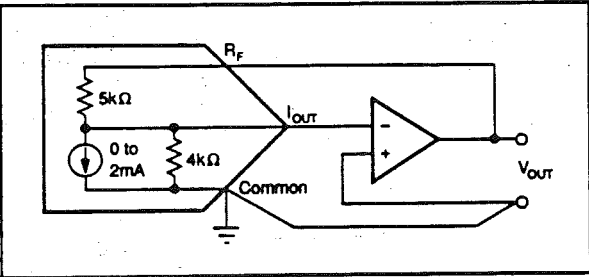 R_F
5kΩ
I_OUT
0 to
2mA
4kΩ
−
+
Common
V_OUT